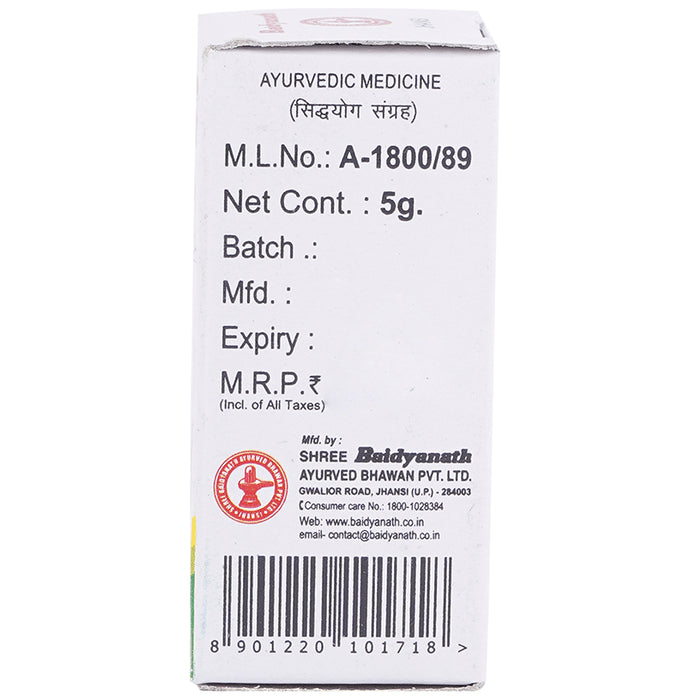 AYURVEDIC MEDICINE
(सिद्धयोग संग्रह)
M.L.No.: A-1800/89
Net Cont. : 5g.
Batch .:
Mfd. :
Expiry :
M.R.P.₹
(Incl. of All Taxes)
Mfd. by :
SHREE Baidyanath
AYURVED BHAWAN PVT. LTD.
GWALIOR ROAD, JHANSI (U.P.) - 284003
Consumer care No.: 1800-1028384
Web: www.baidyanath.co.in
email- contact@baidyanath.co.in
8 901220 101718 >